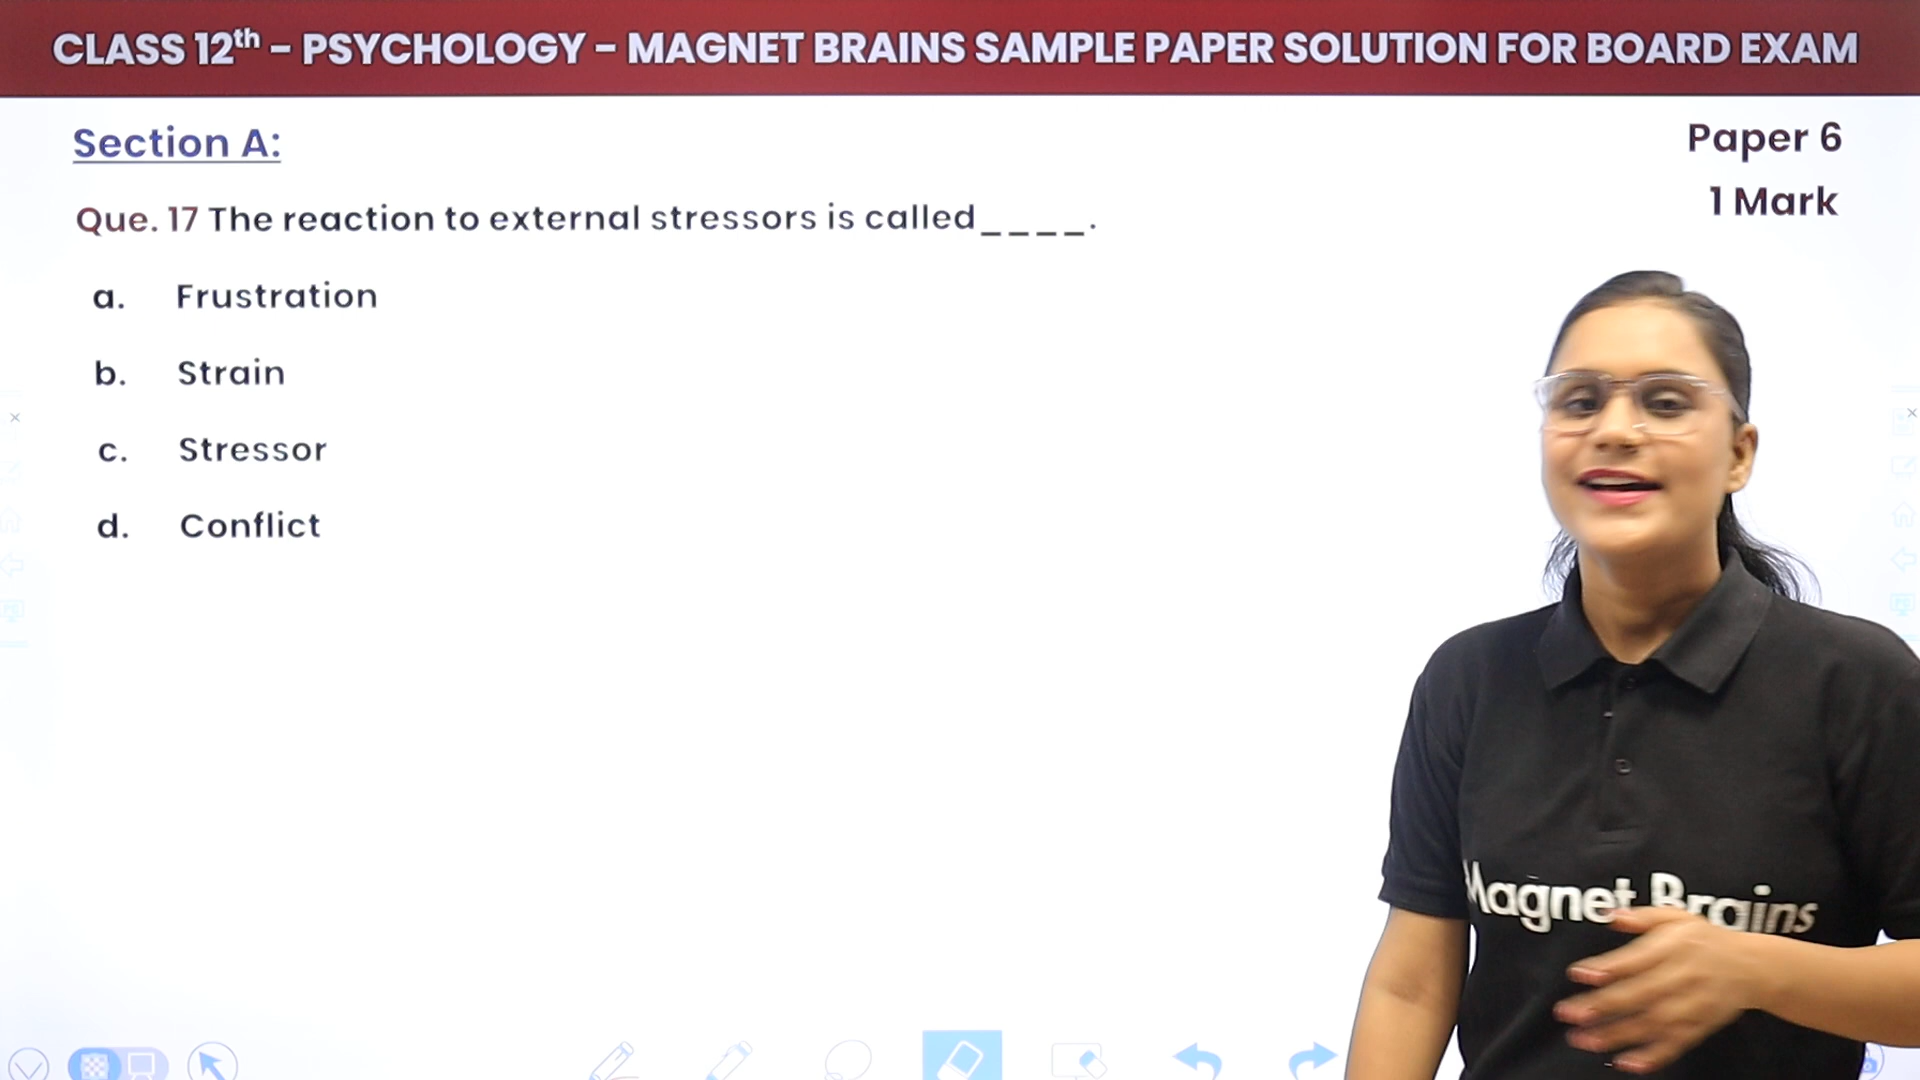 CLASS 12th – PSYCHOLOGY – MAGNET BRAINS SAMPLE PAPER SOLUTION FOR BOARD EXAM
Section A:
Paper 6
1 Mark
Que. 17 The reaction to external stressors is called____.
a. Frustration
b. Strain
c. Stressor
d. Conflict
Magnet Brains